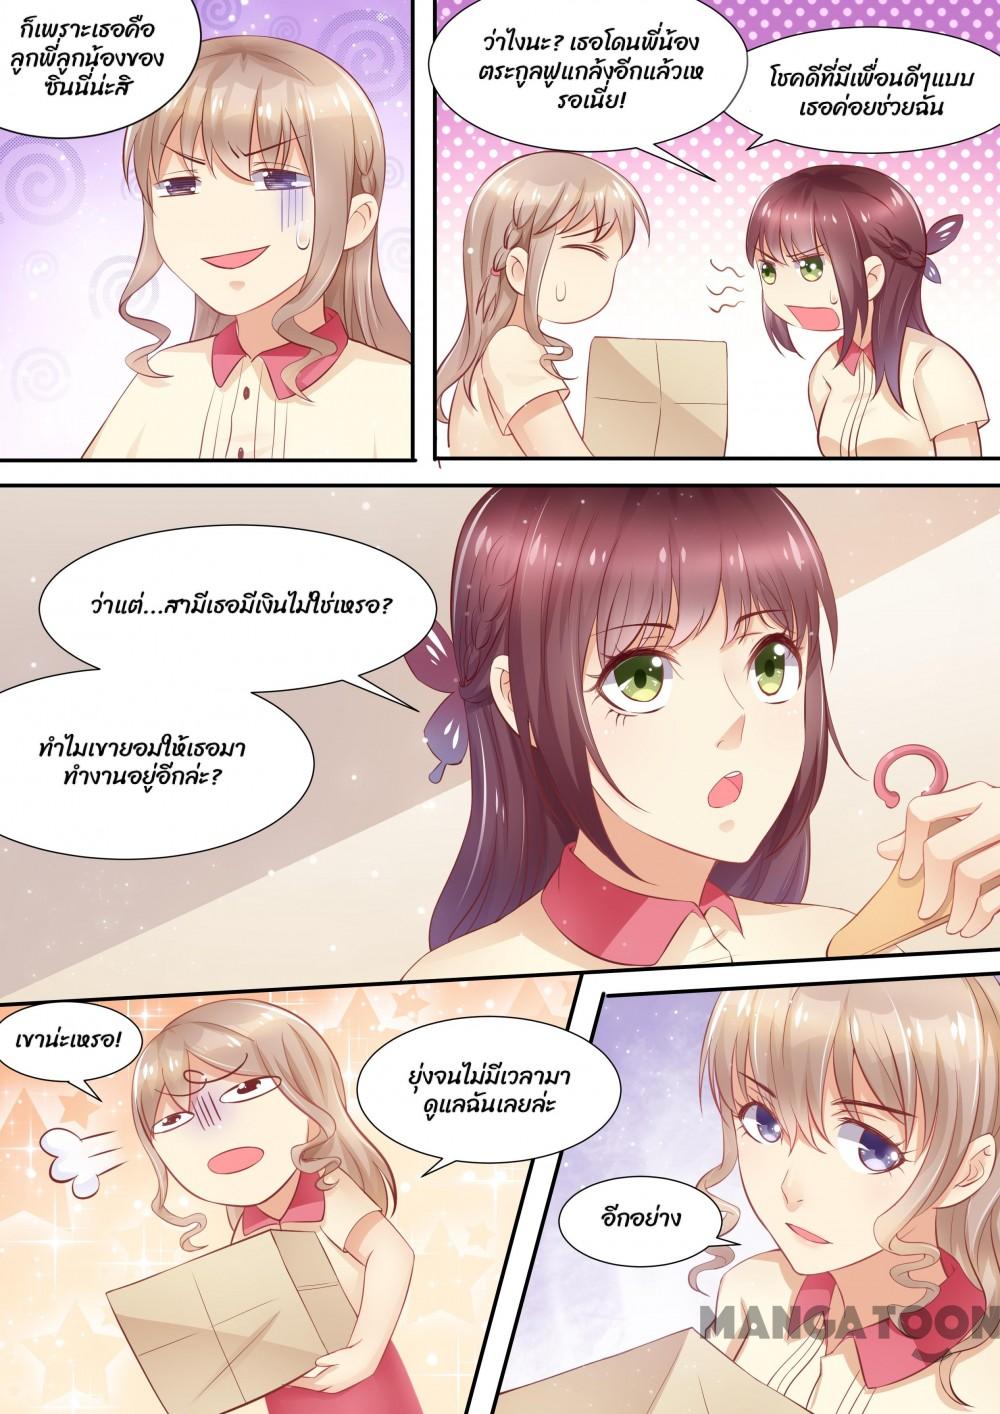 ก็เพราะเธอคือ
ลูกพี่ลูกน้องของ
ซินนี่น่ะสิ
ว่าไงนะ? เธอโดนพี่น้อง
ตระกูลฟูแกล้งอีกแล้วเห
รอเนี่ย!
โชคดีที่มีเพื่อนดีๆแบบ
เธอค่อยช่วยฉัน
ว่าแต่...สามีเธอมีเงินไม่ใช่เหรอ?
ทำไมเขายอมให้เธอมา
ทำงานอยู่อีกล่ะ?
เขาน่ะเหรอ!
ยุ่งจนไม่มีเวลามา
ดูแลฉันเลยล่ะ
อีกอย่าง
MANGATOON